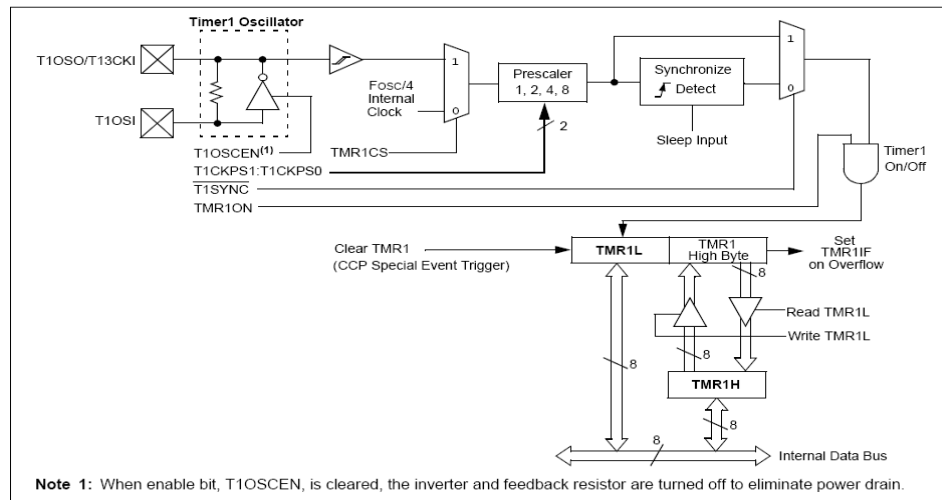 Timer1 Oscillator
T1OSO/T13CKI
T1OSI
T1OSCEN(1)
FOSC/4
Internal
Clock
1
0
TMR1CS
T1CKPS1:T1CKPS0
T1SYNC
TMR1ON
Prescaler
1, 2, 4, 8
2
Synchronize
Detect
Sleep Input
1
0
Timer1
On/Off
Clear TMR1
(CCP Special Event Trigger)
TMR1L
TMR1
High Byte
Set
TMR1IF
on Overflow
8
Read TMR1L
Write TMR1L
8
8
TMR1H
8
8
Internal Data Bus
Note 1: When enable bit, T1OSCEN, is cleared, the inverter and feedback resistor are turned off to eliminate power drain.